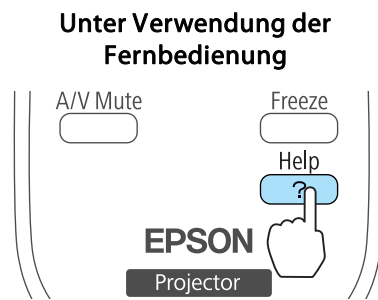 Unter Verwendung der
Fernbedienung
A/V Mute Freeze
Help
?
EPSON
Projector